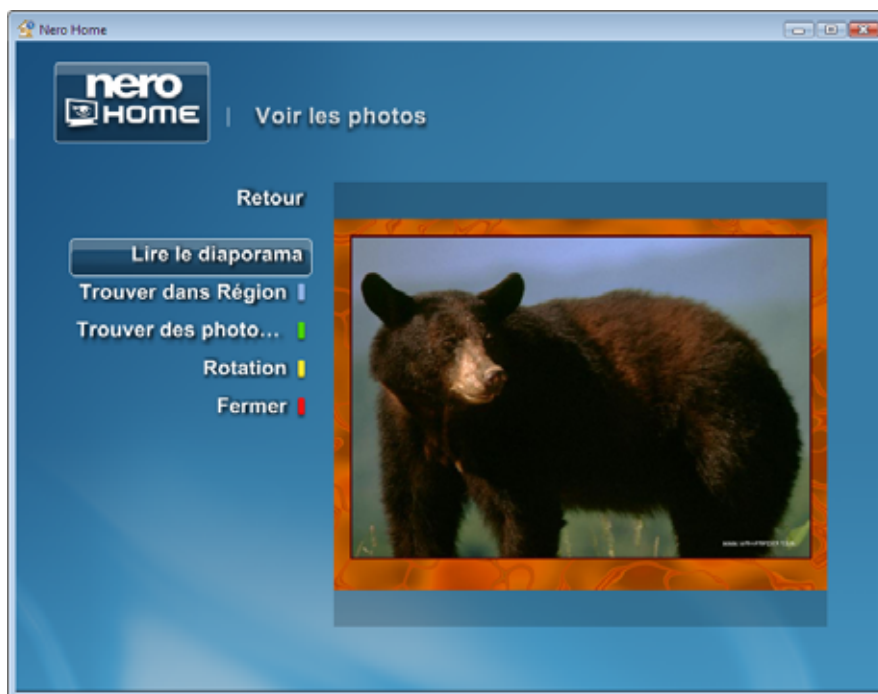 Nero Home
nero
HOME
| Voir les photos
Retour
Lire le diaporama
Trouver dans Région
Trouver des photo...
Rotation
Fermer